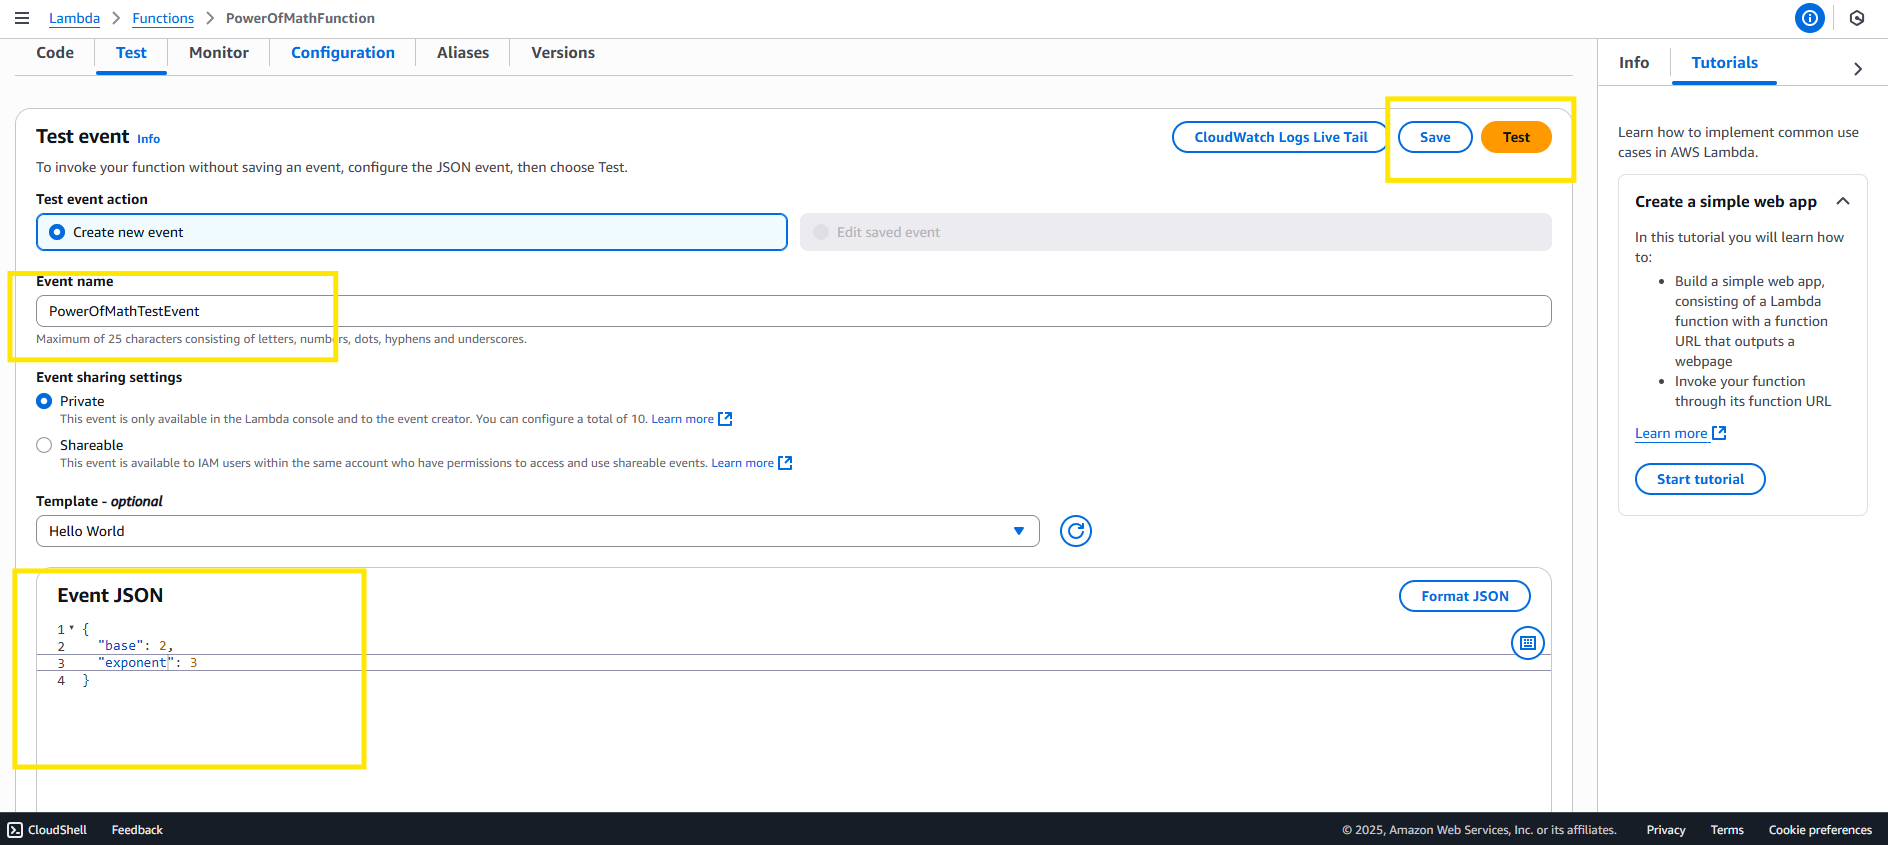 Lambda > Functions > PowerOfMathFunction
Code Test Monitor Configuration Aliases Versions
Info Tutorials
Test event Info
CloudWatch Logs Live Tail Save Test
To invoke your function without saving an event, configure the JSON event, then choose Test.
Test event action
Create new event Edit saved event
Event name
PowerOfMathTestEvent
Maximum of 25 characters consisting of letters, numbers, dots, hyphens and underscores.
Event sharing settings
Private
This event is only available in the Lambda console and to the event creator. You can configure a total of 10. Learn more
Shareable
This event is available to IAM users within the same account who have permissions to access and use shareable events. Learn more
Template - optional
Hello World
Event JSON
Format JSON
1 {
2 "base": 2,
3 "exponent": 3
4 }
Learn how to implement common use
cases in AWS Lambda.
Create a simple web app
In this tutorial you will learn how
to:
• Build a simple web app,
consisting of a Lambda
function with a function
URL that outputs a
webpage
• Invoke your function
through its function URL
Learn more
Start tutorial
CloudShell Feedback
© 2025, Amazon Web Services, Inc. or its affiliates. Privacy Terms Cookie preferences